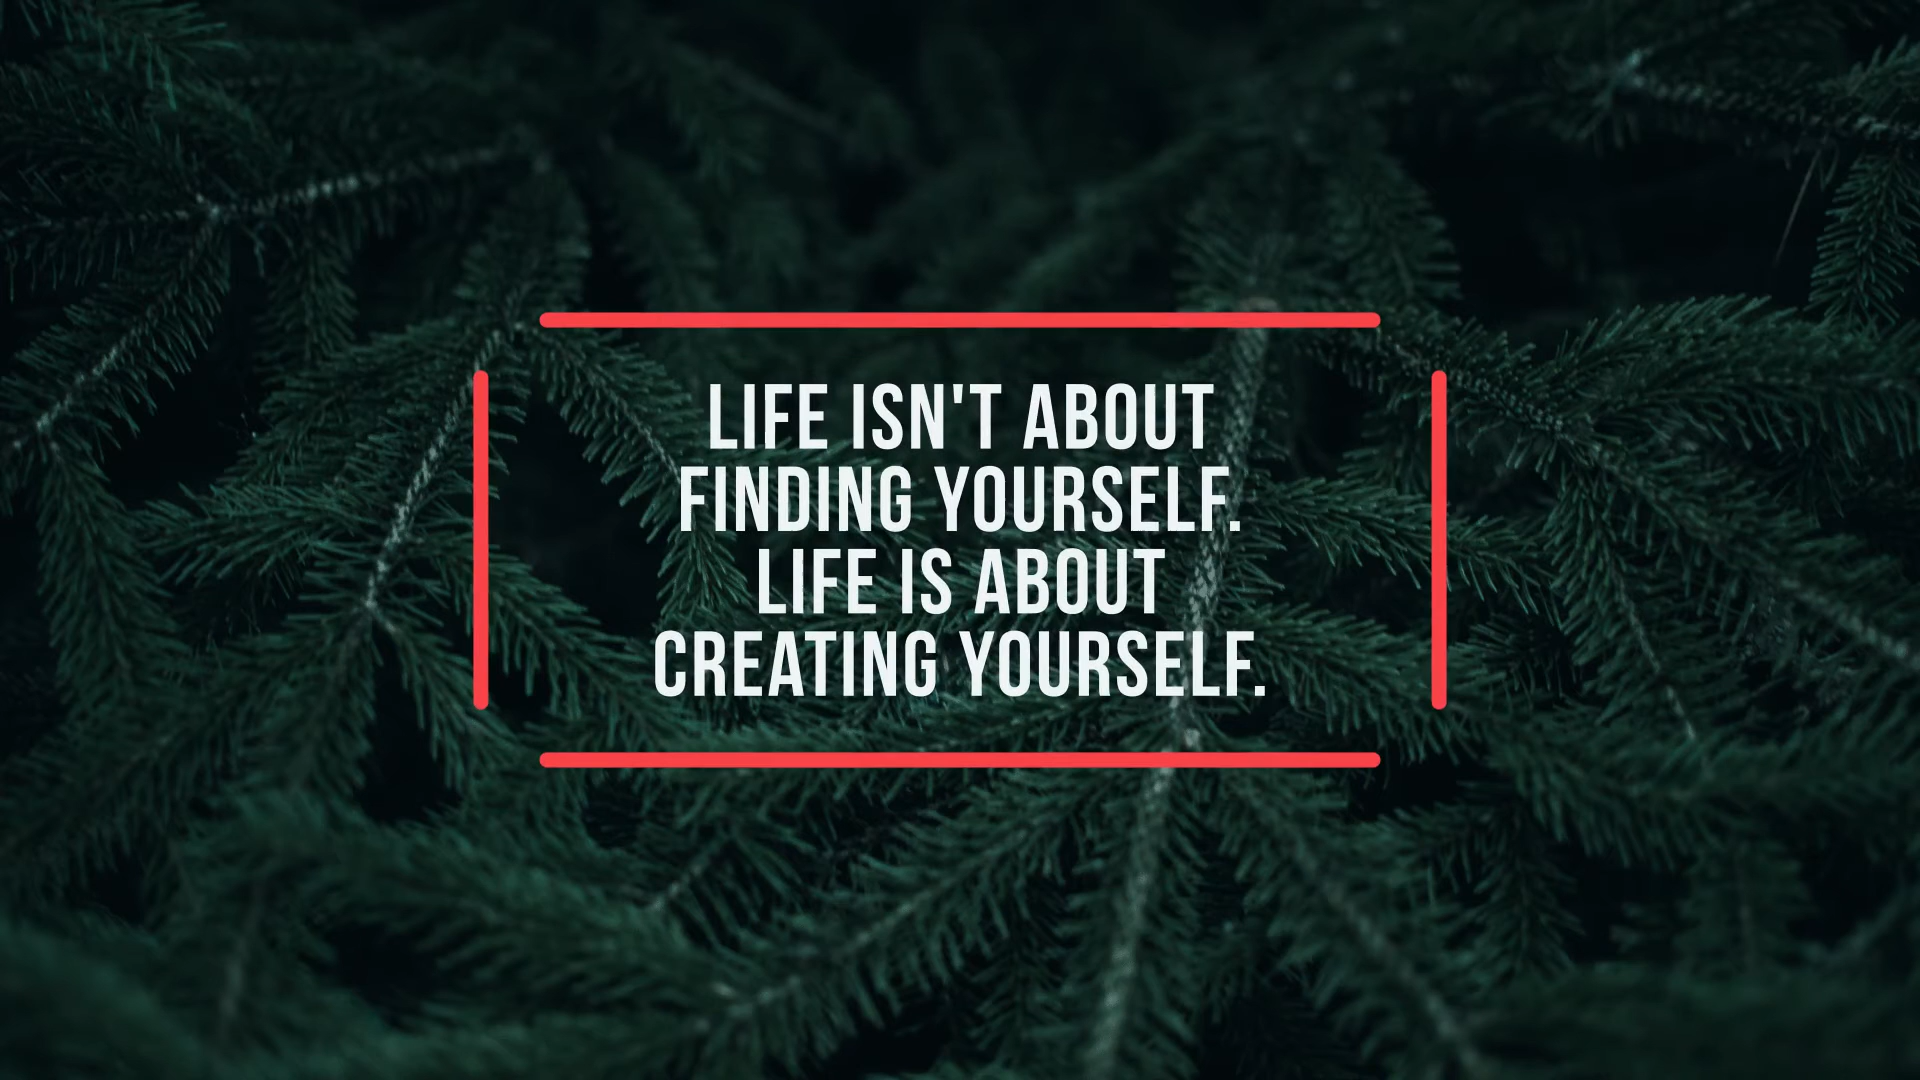 LIFE ISN'T ABOUT
FINDING YOURSELF.
LIFE IS ABOUT
CREATING YOURSELF.